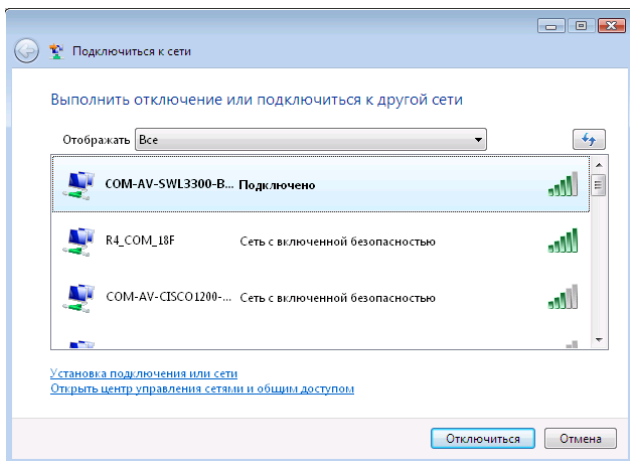 Подключиться к сети
Выполнить отключение или подключиться к другой сети
Отображать Все
COM-AV-SWL3300-B... Подключено
R4_COM_18F Сеть с включенной безопасностью
COM-AV-CISCO1200-... Сеть с включенной безопасностью
Установка подключения или сети
Открыть центр управления сетями и общим доступом
Отключиться Отмена